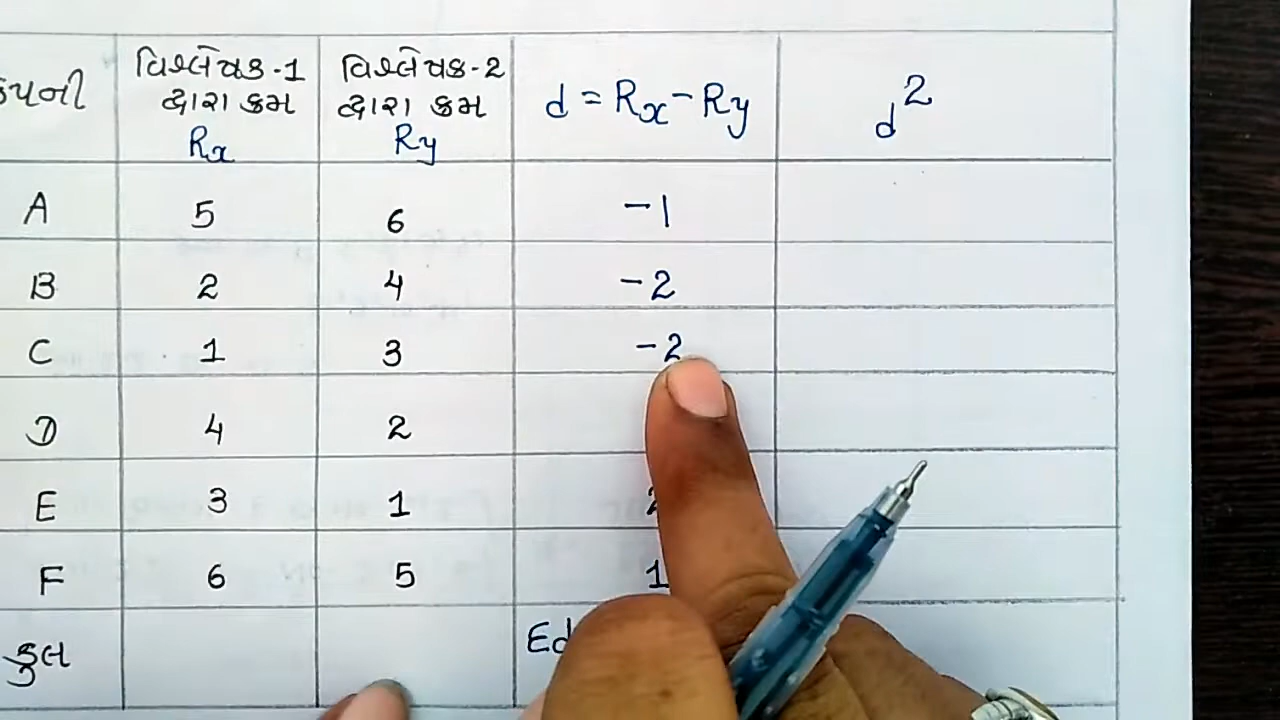 વિશ્લેષક-1 દ્વારા ક્રમ Rx
વિશ્લેષક-2 દ્વારા ક્રમ Ry
d = Rx - Ry
d²
A 5 6 -1
B 2 4 -2
C 1 3 -2
D 4 2
E 3 1
F 6 5 1
કુલ